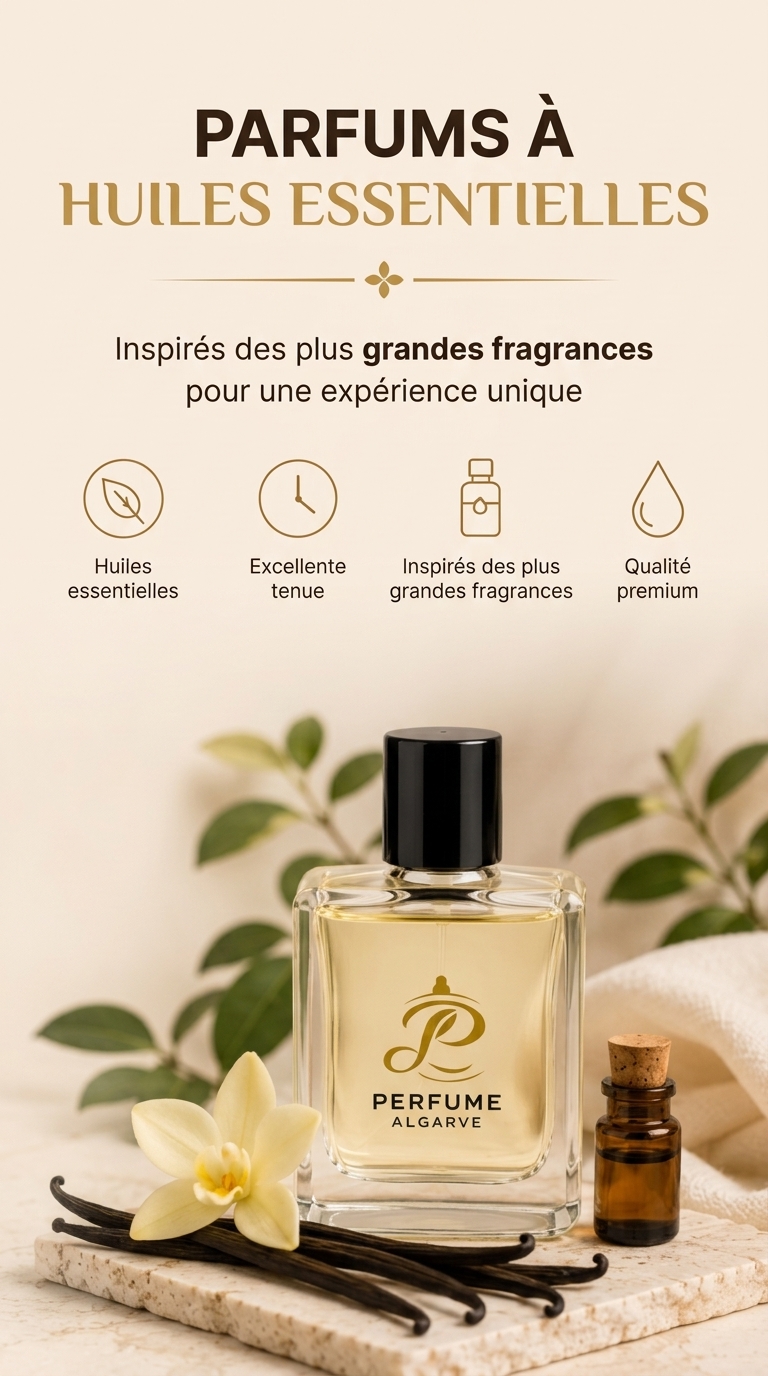 PARFUMS À
HUILES ESSENTIELLES
Inspirés des plus grandes fragrances
pour une expérience unique
Huiles
essentielles
Excellente
tenue
Inspirés des plus
grandes fragrances
Qualité
premium
PERFUME
ALGARVE